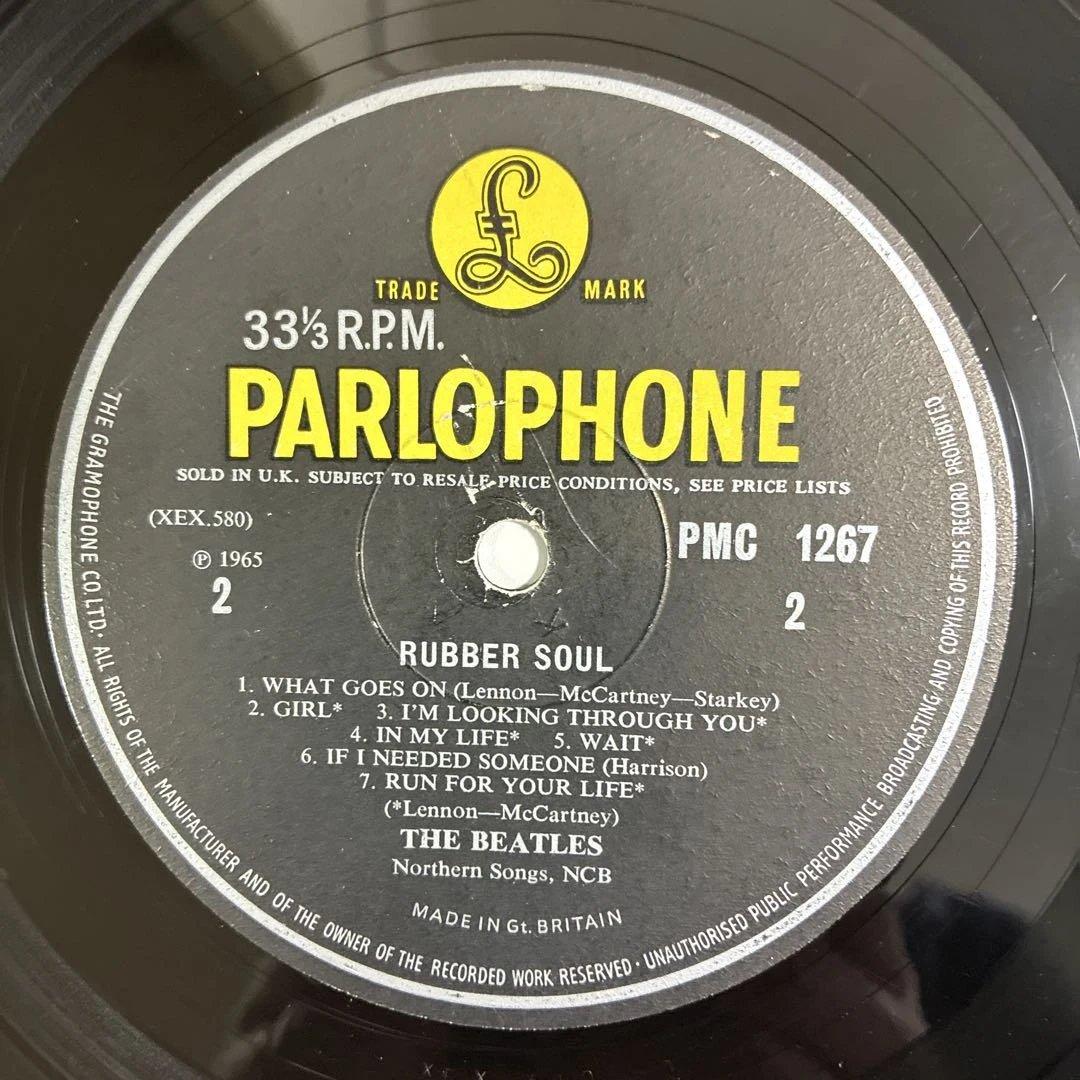 £
TRADE MARK
33⅓ R.P.M.
PARLOPHONE
SOLD IN U.K. SUBJECT TO RESALE PRICE CONDITIONS, SEE PRICE LISTS
(XEX.580)
PMC 1267
℗ 1965
2
2
RUBBER SOUL
1. WHAT GOES ON (Lennon—McCartney—Starkey)
2. GIRL* 3. I'M LOOKING THROUGH YOU*
4. IN MY LIFE* 5. WAIT*
6. IF I NEEDED SOMEONE (Harrison)
7. RUN FOR YOUR LIFE*
(*Lennon—McCartney)
THE BEATLES
Northern Songs, NCB
MADE IN Gt. BRITAIN
THE GRAMOPHONE CO. LTD. · ALL RIGHTS OF THE MANUFACTURER AND OF THE OWNER OF THE RECORDED WORK RESERVED · UNAUTHORISED PUBLIC PERFORMANCE BROADCASTING AND COPYING OF THIS RECORD PROHIBITED
XEX